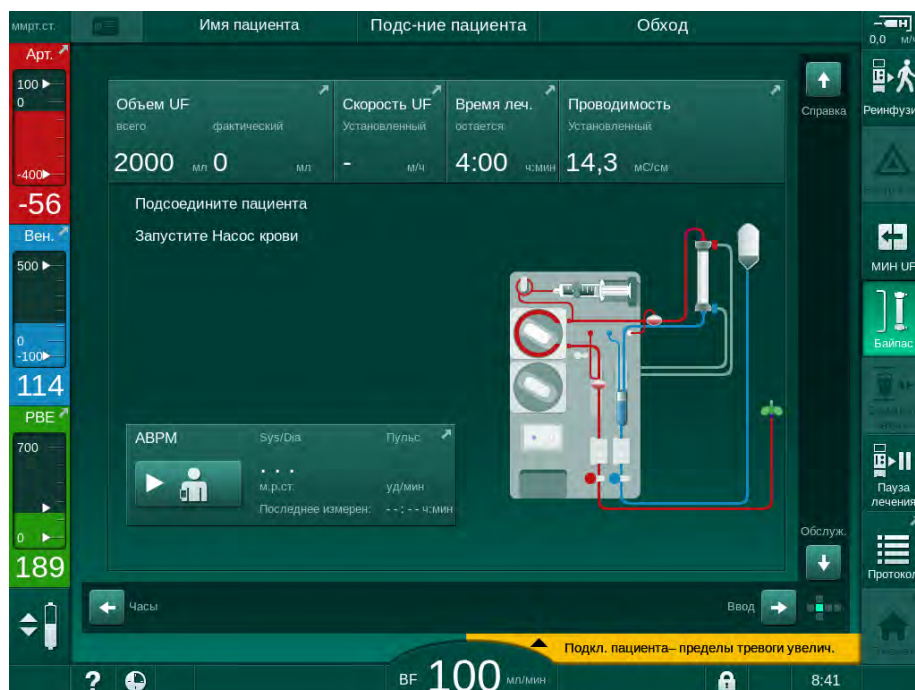 ммрт.ст.
Имя пациента
Подс-ние пациента
Обход
0,0 м/ч
Арт.
100
0
-400
-56
Вен.
500
0
-100
114
PBE
700
0
189
Объем UF
всего фактический
2000 мл 0 мл
Скорость UF
Установленный
- м/ч
Время леч.
остается
4:00 ч:мин
Проводимость
Установленный
14,3 мС/см
Подсоедините пациента
Запустите Насос крови
ABPM Sys/Dia Пульс
. . .
м.р.ст. уд/мин
Последнее измерен: --:-- ч:мин
Справка
Обслуж.
Реинфузи
МИН UF
Байпас
Пауза
лечения
Протокол
Часы
Ввод
Подкл. пациента– пределы тревоги увелич.
? BF 100 мл/мин 8:41